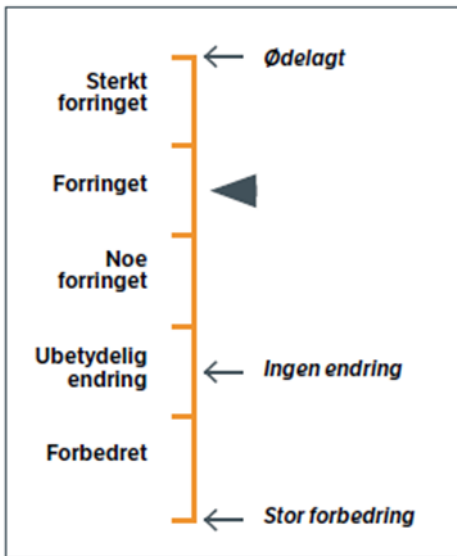 Ødelagt
Sterkt
forringet
Forringet
Noe
forringet
Ubetydelig
endring
Ingen endring
Forbedret
Stor forbedring